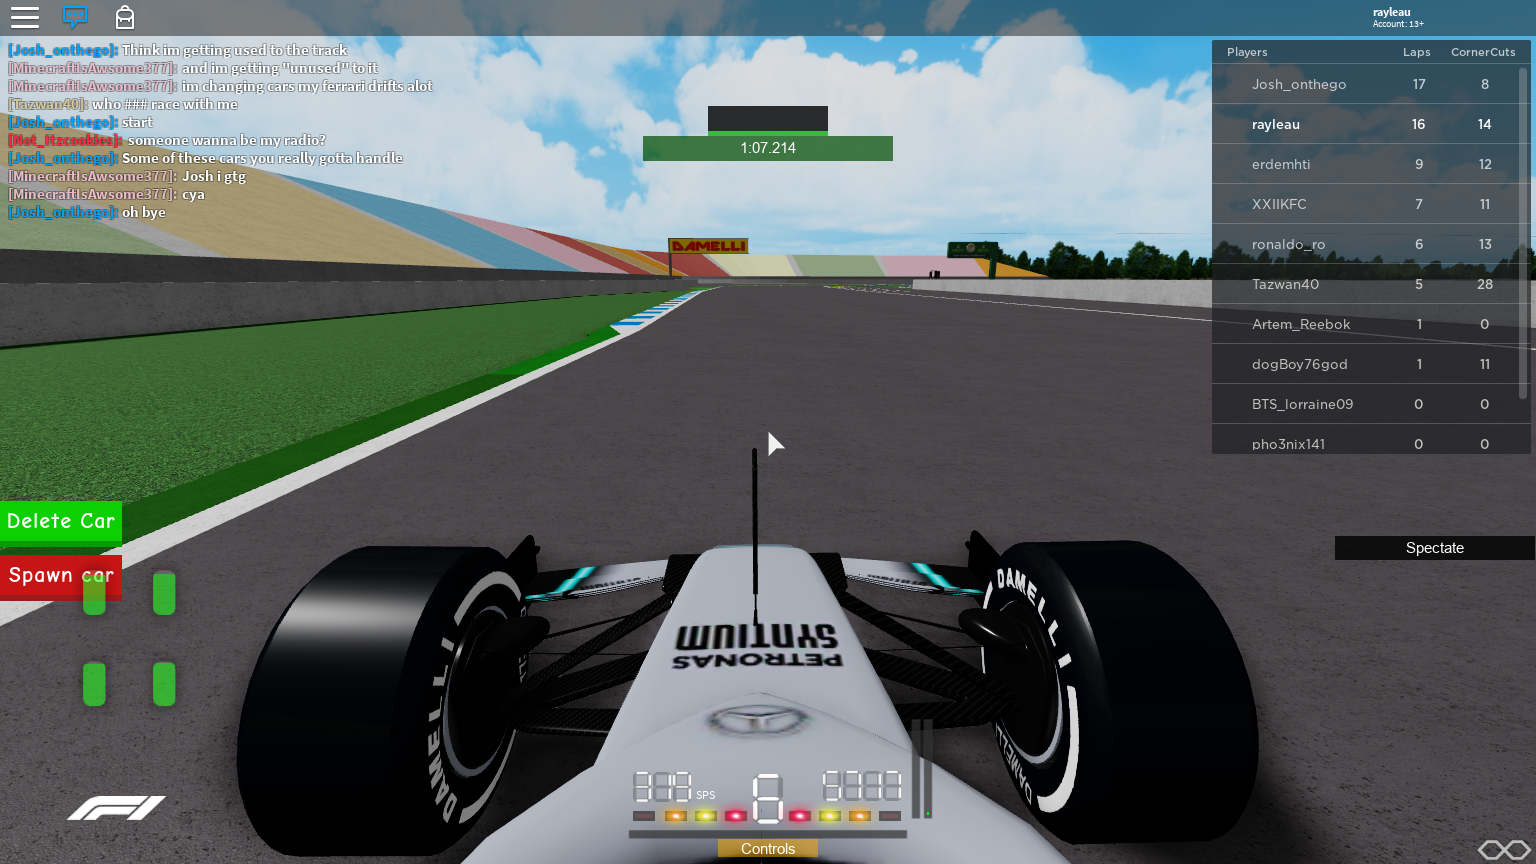 rayleau
Account: 13+
[Josh_onthego]: Think im getting used to the track
[MinecraftIsAwsome377]: and im getting "unused" to it
[MinecraftIsAwsome377]: im changing cars my ferrari drifts alot
[Tazwan40]: who ### race with me
[Josh_onthego]: start
[Not_Itzcookies]: someone wanna be my radio?
[Josh_onthego]: Some of these cars you really gotta handle
[MinecraftIsAwsome377]: Josh i gtg
[MinecraftIsAwsome377]: cya
[Josh_onthego]: oh bye
1:07.214
Players Laps CornerCuts
Josh_onthego 17 8
rayleau 16 14
erdemhti 9 12
XXIIKFC 7 11
ronaldo_ro 6 13
Tazwan40 5 28
Artem_Reebok 1 0
dogBoy76god 1 11
BTS_lorraine09 0 0
pho3nix141 0 0
DAMELLI
Delete Car
Spawn car
Spectate
DAMELLI
DAMELLI
DAMELLI
SYNTIUM
PETRONAS
SPS
6
F1
Controls